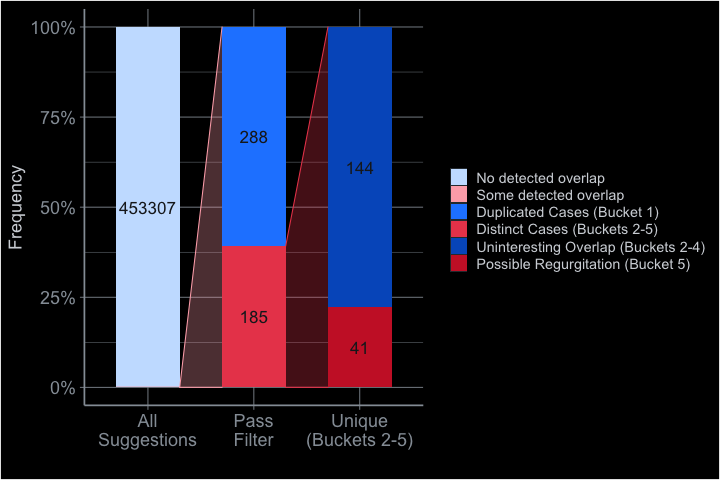 100%
75%
50%
25%
0%
Frequency
453307
288
185
144
41
All
Suggestions
Pass
Filter
Unique
(Buckets 2-5)
No detected overlap
Some detected overlap
Duplicated Cases (Bucket 1)
Distinct Cases (Buckets 2-5)
Uninteresting Overlap (Buckets 2-4)
Possible Regurgitation (Bucket 5)